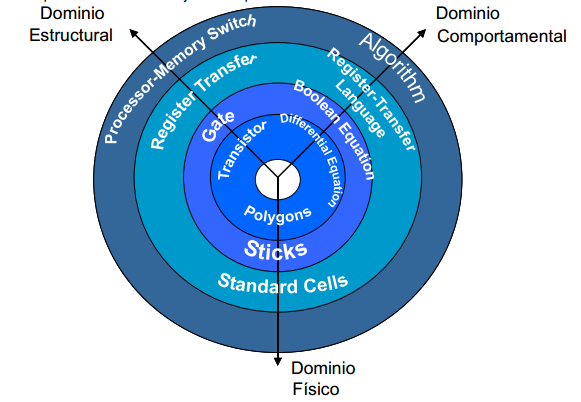 Dominio
Estructural
Dominio
Comportamental
Processor-Memory Switch
Algorithm
Register Transfer
Register-Transfer
Language
Gate
Boolean Equation
Transistor
Differential Equation
Polygons
Sticks
Standard Cells
Dominio
Físico